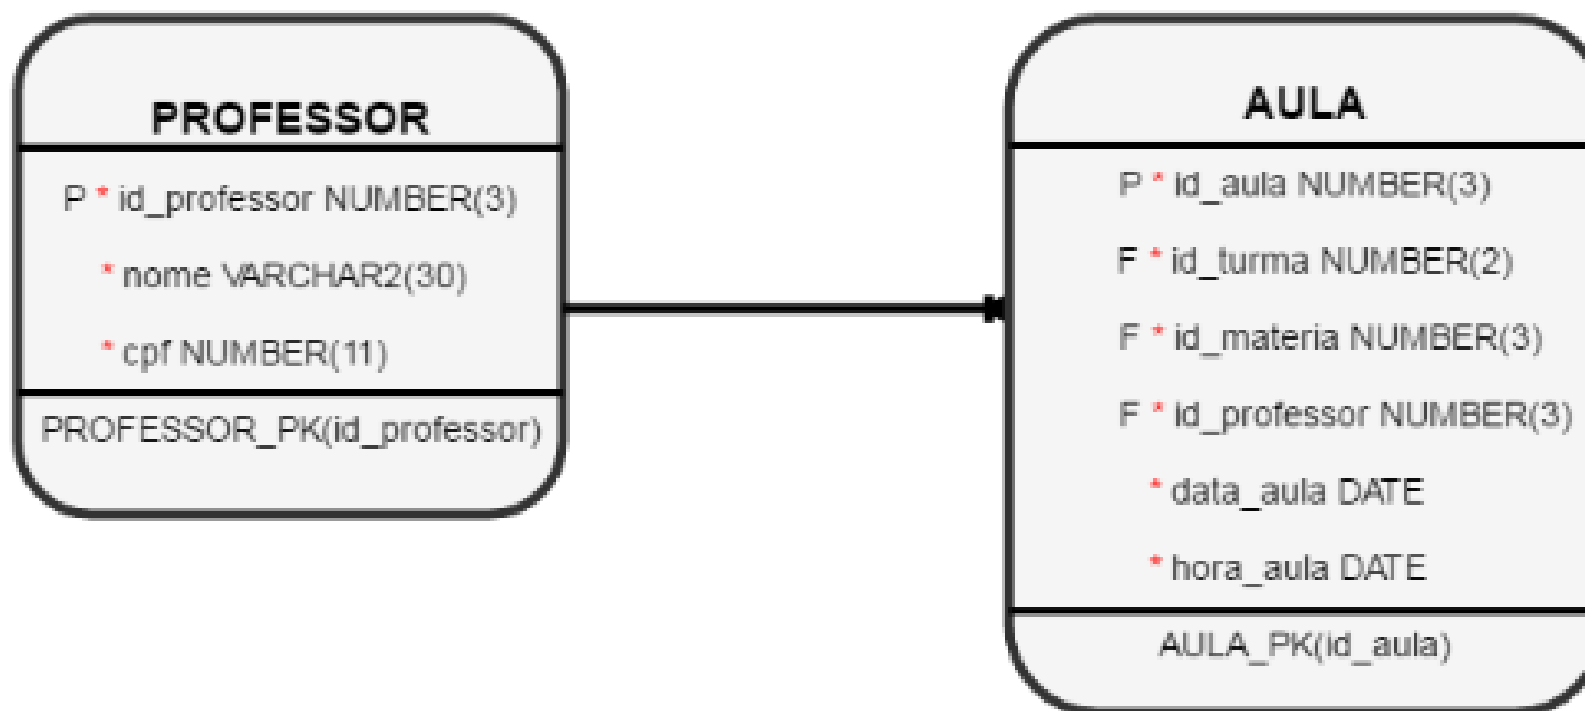 PROFESSOR
P * id_professor NUMBER(3)
* nome VARCHAR2(30)
* cpf NUMBER(11)
PROFESSOR_PK(id_professor)
AULA
P * id_aula NUMBER(3)
F * id_turma NUMBER(2)
F * id_materia NUMBER(3)
F * id_professor NUMBER(3)
* data_aula DATE
* hora_aula DATE
AULA_PK(id_aula)